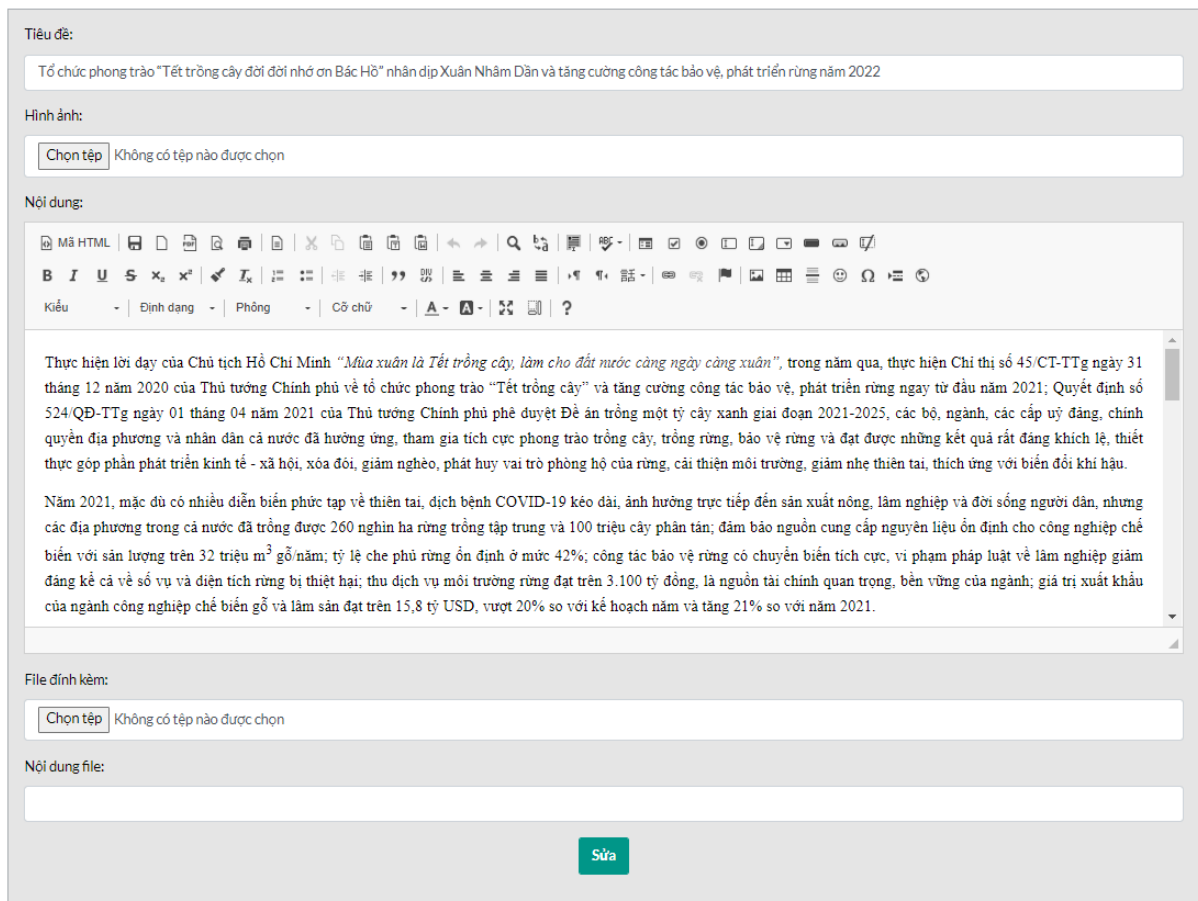 Tiêu đề:
Tổ chức phong trào "Tết trồng cây đời đời nhớ ơn Bác Hồ" nhân dịp Xuân Nhâm Dần và tăng cường công tác bảo vệ, phát triển rừng năm 2022
Hình ảnh:
Chọn tệp Không có tệp nào được chọn
Nội dung:
Mã HTML
Kiểu Định dạng Phông Cỡ chữ
Thực hiện lời dạy của Chủ tịch Hồ Chí Minh “Mùa xuân là Tết trồng cây, làm cho đất nước càng ngày càng xuân”, trong năm qua, thực hiện Chỉ thị số 45/CT-TTg ngày 31
tháng 12 năm 2020 của Thủ tướng Chính phủ về tổ chức phong trào “Tết trồng cây” và tăng cường công tác bảo vệ, phát triển rừng ngay từ đầu năm 2021; Quyết định số
524/QĐ-TTg ngày 01 tháng 04 năm 2021 của Thủ tướng Chính phủ phê duyệt Đề án trồng một tỷ cây xanh giai đoạn 2021-2025, các bộ, ngành, các cấp uỷ đảng, chính
quyền địa phương và nhân dân cả nước đã hưởng ứng, tham gia tích cực phong trào trồng cây, trồng rừng, bảo vệ rừng và đạt được những kết quả rất đáng khích lệ, thiết
thực góp phần phát triển kinh tế - xã hội, xóa đói, giảm nghèo, phát huy vai trò phòng hộ của rừng, cải thiện môi trường, giảm nhẹ thiên tai, thích ứng với biến đổi khí hậu.
Năm 2021, mặc dù có nhiều diễn biến phức tạp về thiên tai, dịch bệnh COVID-19 kéo dài, ảnh hưởng trực tiếp đến sản xuất nông, lâm nghiệp và đời sống người dân, nhưng
các địa phương trong cả nước đã trồng được 260 nghìn ha rừng trồng tập trung và 100 triệu cây phân tán; đảm bảo nguồn cung cấp nguyên liệu ổn định cho công nghiệp chế
biến với sản lượng trên 32 triệu m³ gỗ/năm; tỷ lệ che phủ rừng ổn định ở mức 42%; công tác bảo vệ rừng có chuyển biến tích cực, vi phạm pháp luật về lâm nghiệp giảm
đáng kể cả về số vụ và diện tích rừng bị thiệt hại; thu dịch vụ môi trường rừng đạt trên 3.100 tỷ đồng, là nguồn tài chính quan trọng, bền vững của ngành; giá trị xuất khẩu
của ngành công nghiệp chế biến gỗ và lâm sản đạt trên 15,8 tỷ USD, vượt 20% so với kế hoạch năm và tăng 21% so với năm 2021.
File đính kèm:
Chọn tệp Không có tệp nào được chọn
Nội dung file:
Sửa